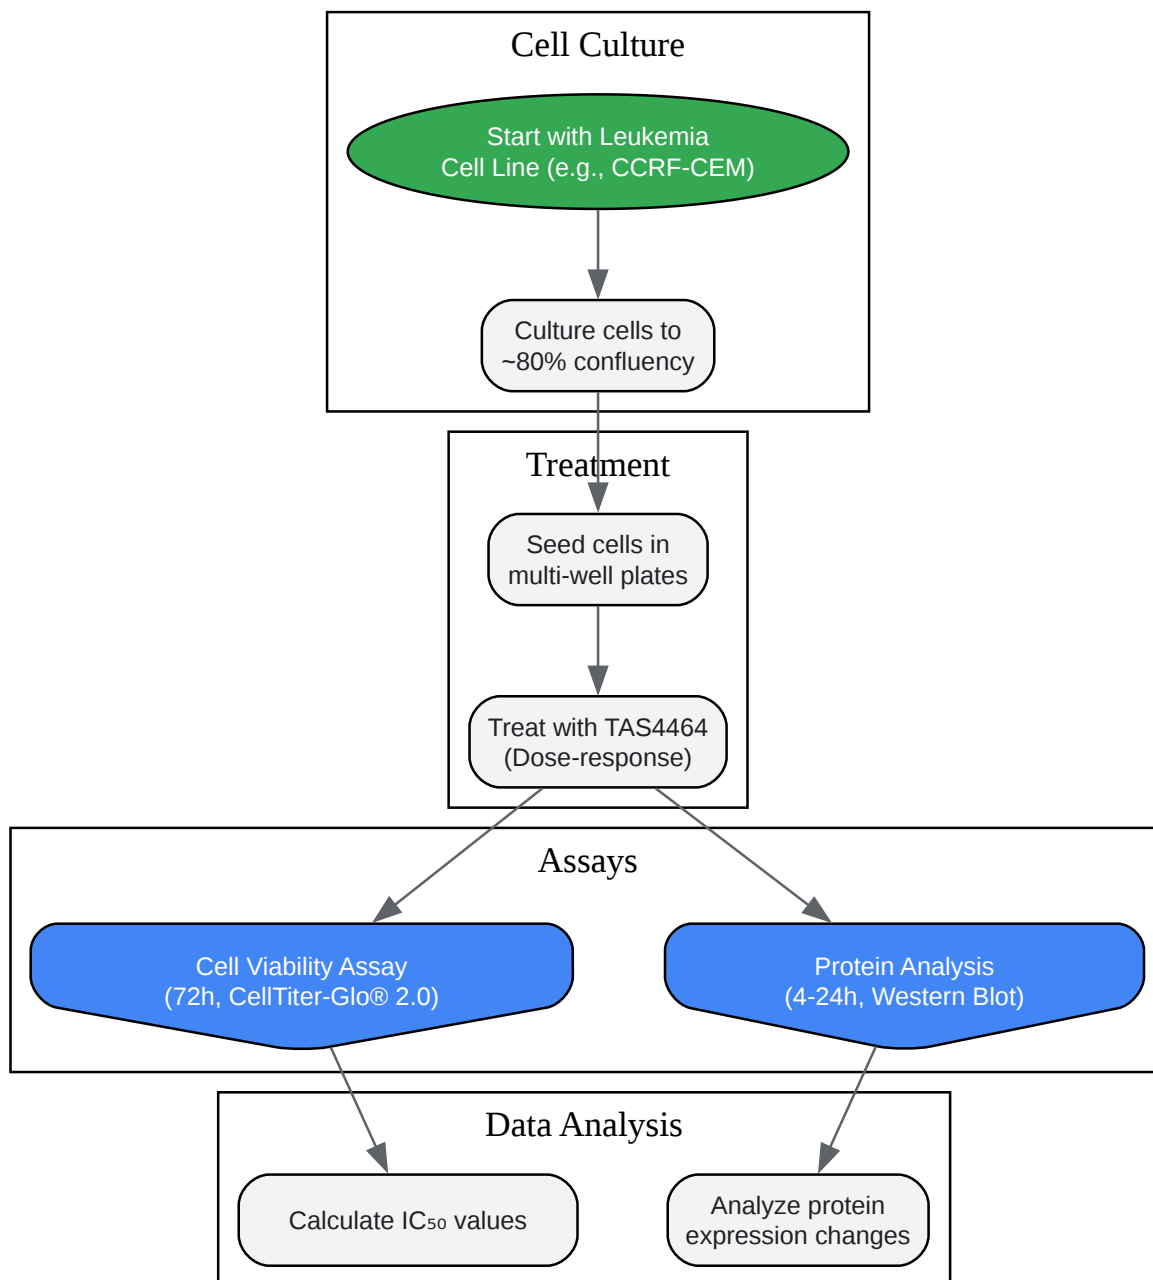 Cell Culture
Start with Leukemia
Cell Line (e.g., CCRF-CEM)
Culture cells to
~80% confluency
Treatment
Seed cells in
multi-well plates
Treat with TAS4464
(Dose-response)
Assays
Cell Viability Assay
(72h, CellTiter-Glo® 2.0)
Protein Analysis
(4-24h, Western Blot)
Data Analysis
Calculate IC₅₀ values
Analyze protein
expression changes